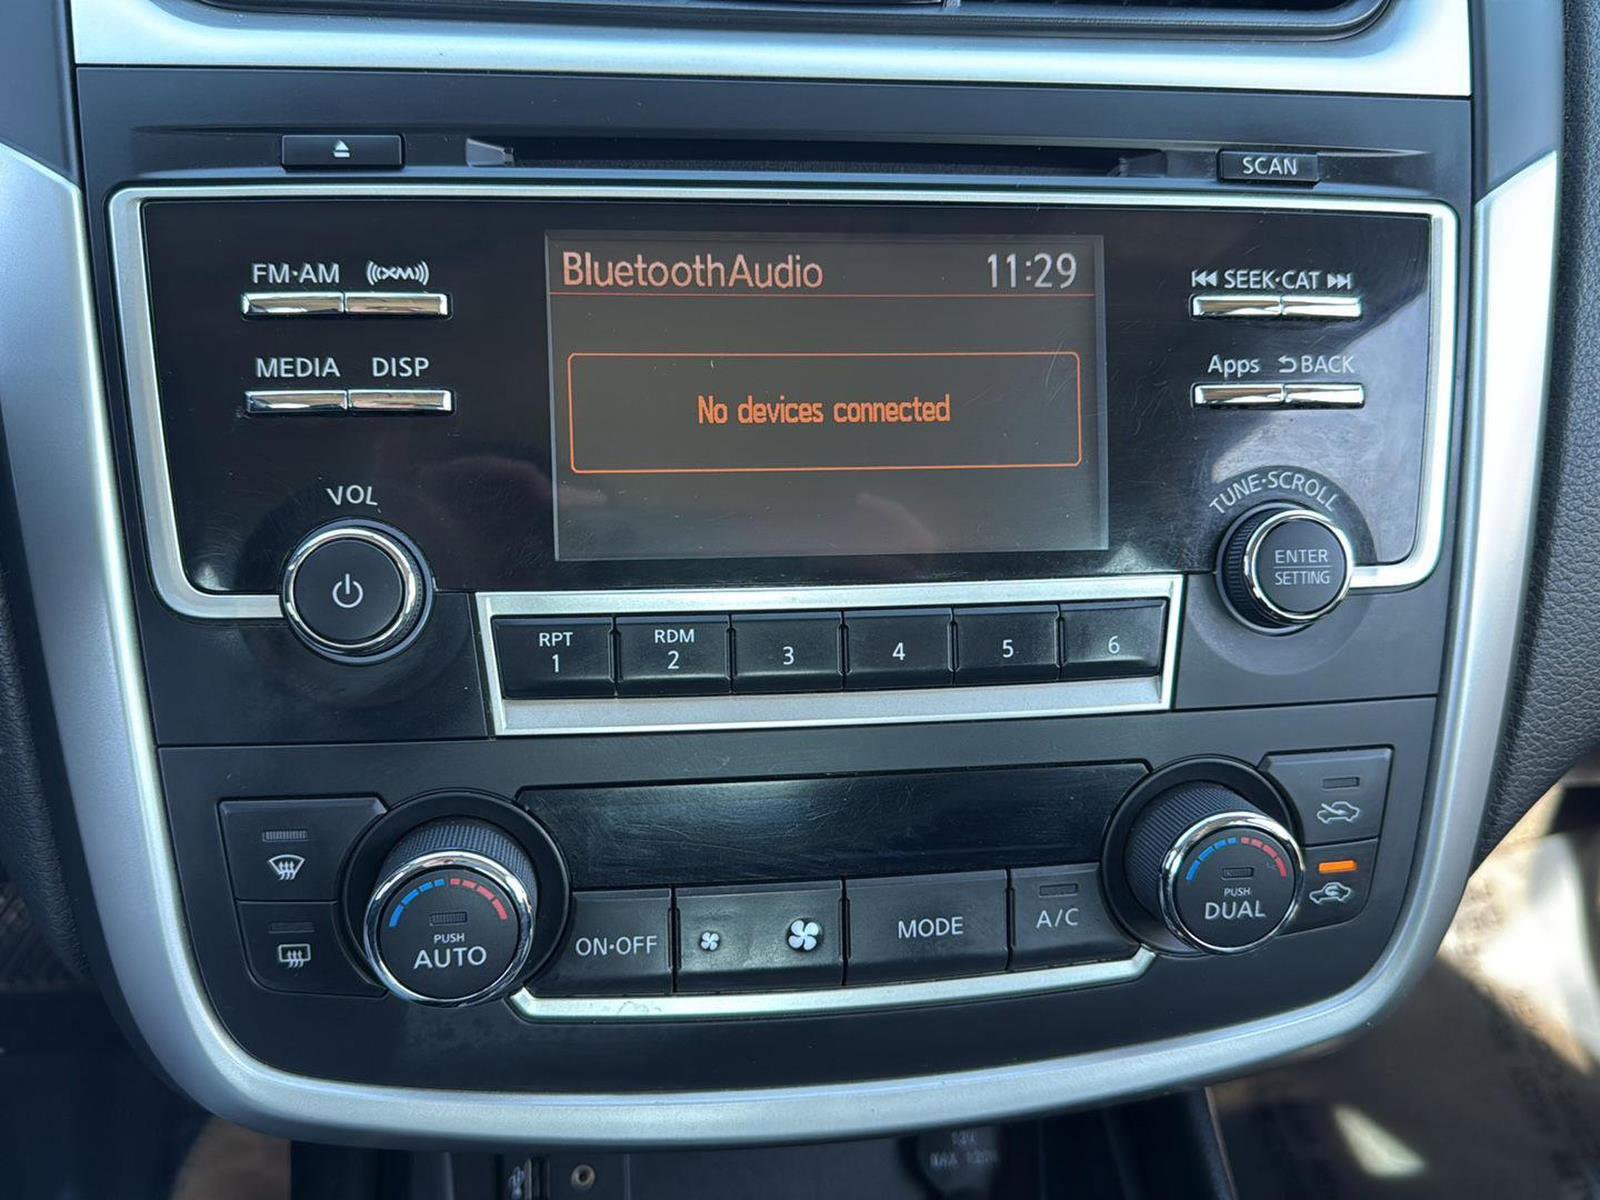 SCAN
FM·AM
XM
BluetoothAudio
11:29
SEEK·CAT
MEDIA
DISP
No devices connected
Apps
BACK
VOL
TUNE·SCROLL
ENTER
SETTING
RPT
1
RDM
2
3
4
5
6
PUSH
AUTO
ON·OFF
MODE
A/C
PUSH
DUAL